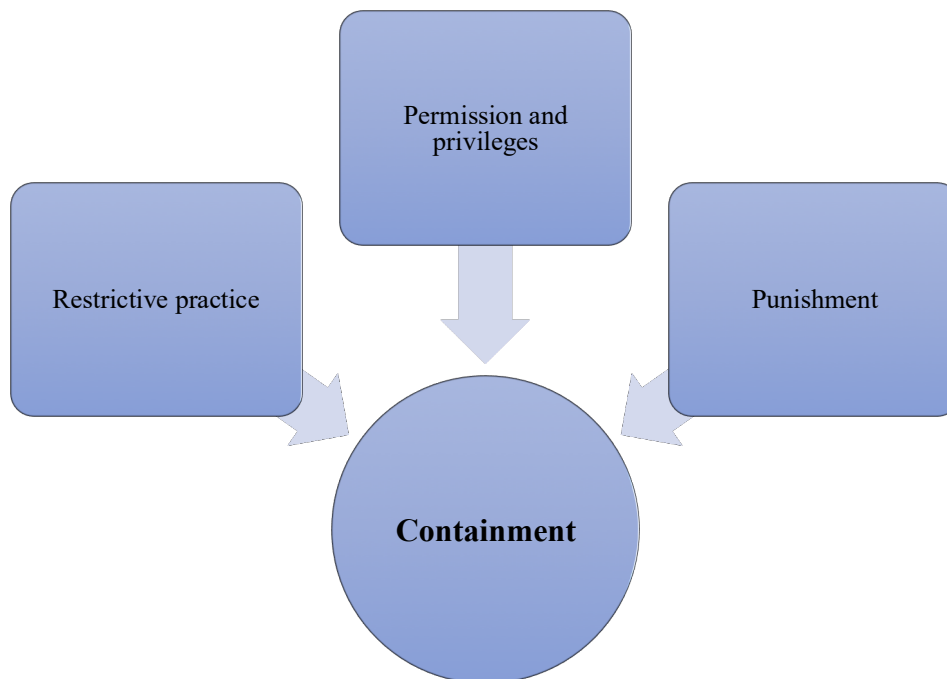 Permission and
privileges
Restrictive practice
Punishment
Containment